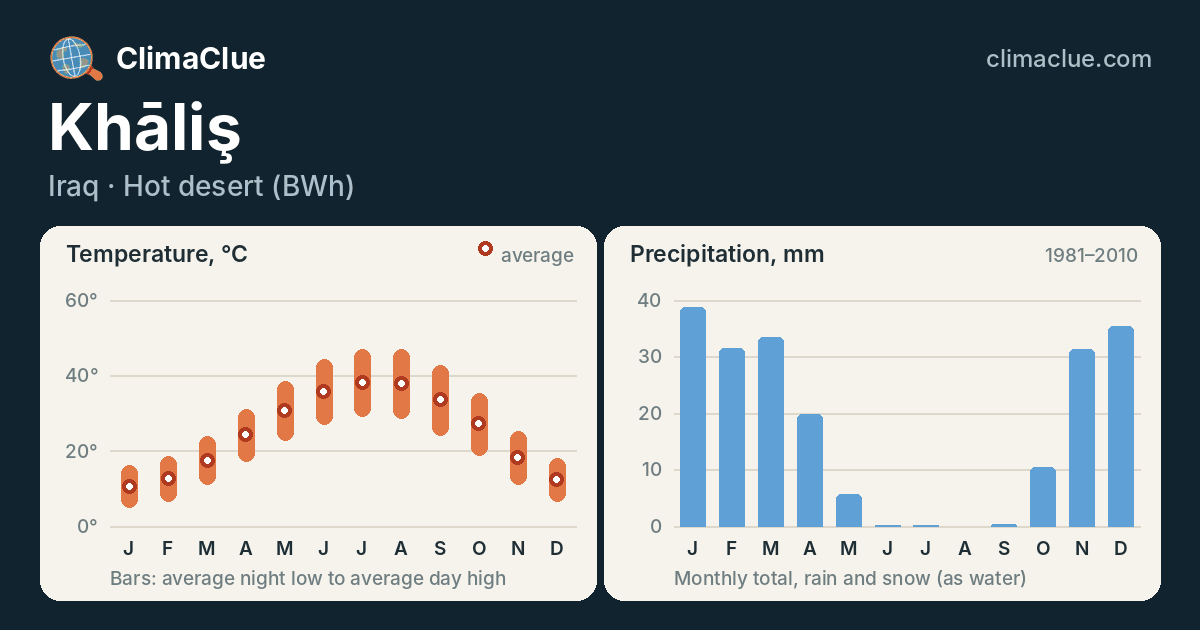 ClimaClue
climaclue.com
Khāliş
Iraq · Hot desert (BWh)
Temperature, °C
average
60°
40°
20°
0°
J F M A M J J A S O N D
Bars: average night low to average day high
Precipitation, mm
1981–2010
40
30
20
10
0
J F M A M J J A S O N D
Monthly total, rain and snow (as water)